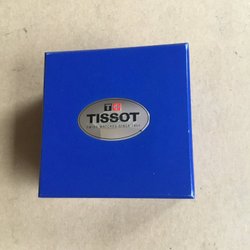 T+
TISSOT
SWISS WATCHES SINCE 1853